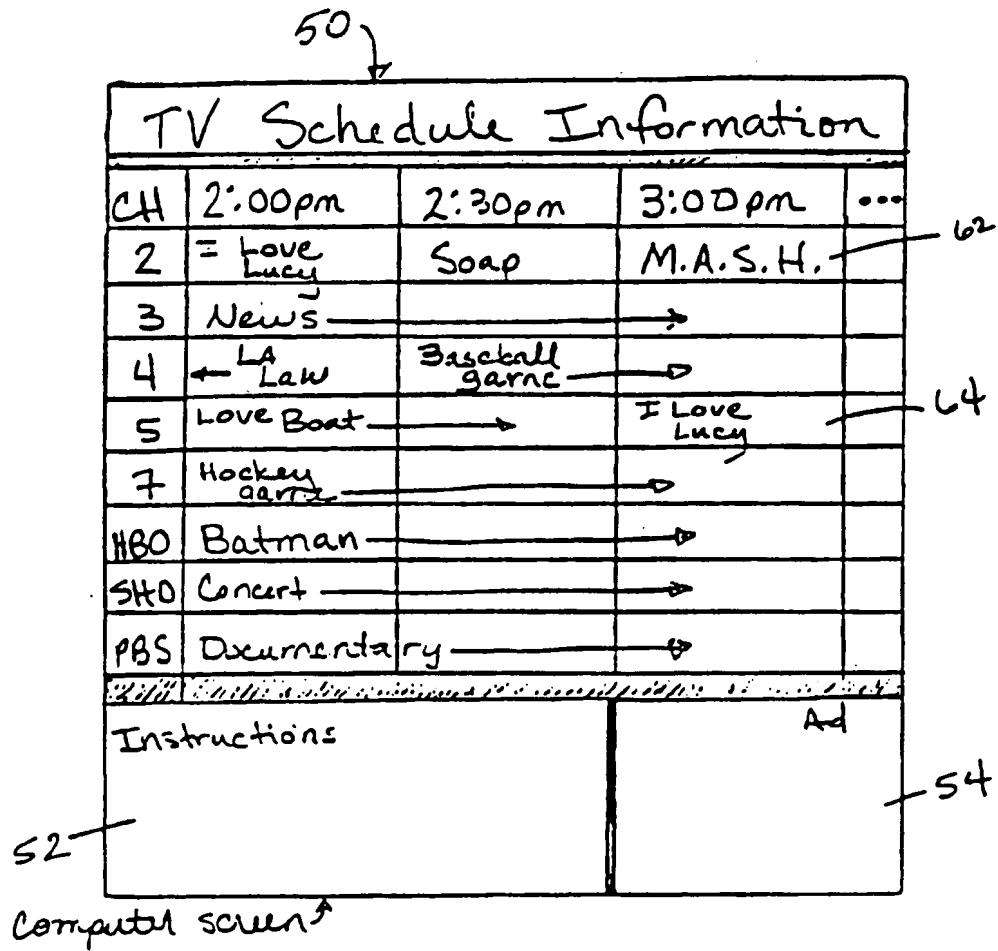 50
TV Schedule Information
CH 2:00pm 2:30pm 3:00pm ...
62
2 I Love Lucy Soap M.A.S.H.
3 News
4 LA Law Baseball game
5 Love Boat I Love Lucy
64
7 Hockey game
HBO Batman
SHO Concert
PBS Documentary
Instructions Ad
54
52
Computer screen